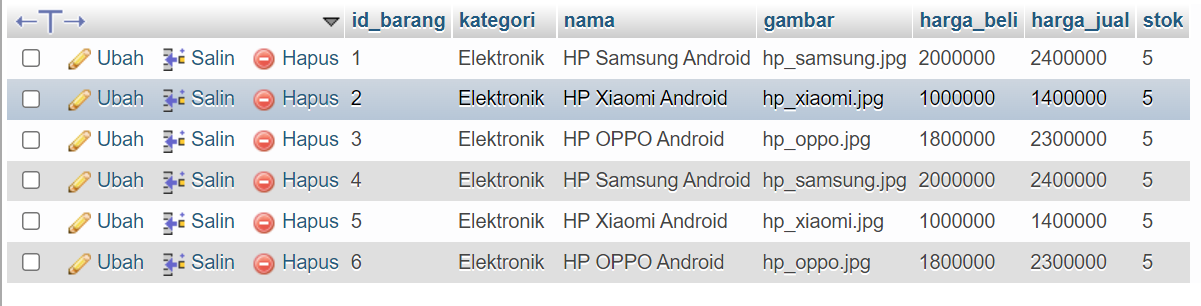 id_barang kategori nama gambar harga_beli harga_jual stok
Ubah Salin Hapus 1 Elektronik HP Samsung Android hp_samsung.jpg 2000000 2400000 5
Ubah Salin Hapus 2 Elektronik HP Xiaomi Android hp_xiaomi.jpg 1000000 1400000 5
Ubah Salin Hapus 3 Elektronik HP OPPO Android hp_oppo.jpg 1800000 2300000 5
Ubah Salin Hapus 4 Elektronik HP Samsung Android hp_samsung.jpg 2000000 2400000 5
Ubah Salin Hapus 5 Elektronik HP Xiaomi Android hp_xiaomi.jpg 1000000 1400000 5
Ubah Salin Hapus 6 Elektronik HP OPPO Android hp_oppo.jpg 1800000 2300000 5